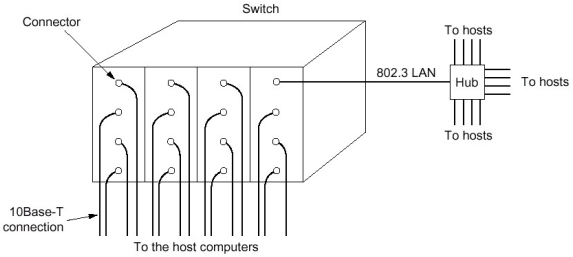 Switch
Connector
To hosts
802.3 LAN
Hub
To hosts
To hosts
10Base-T
connection
To the host computers